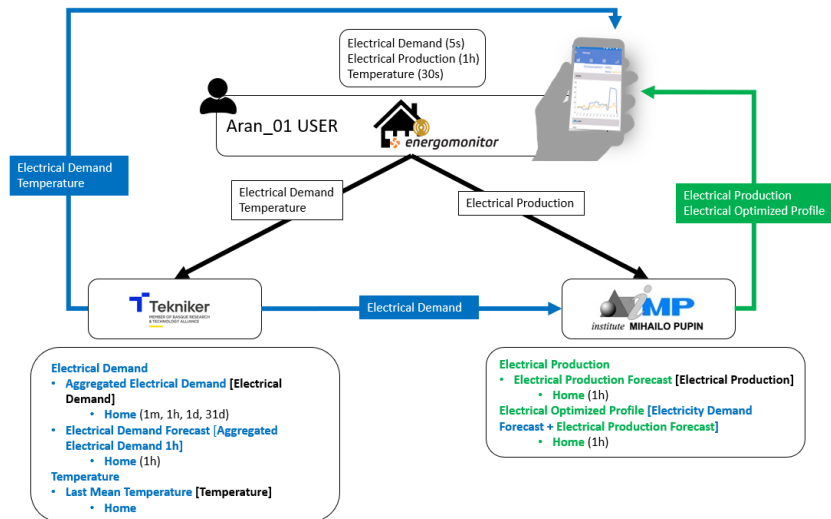 Electrical Demand (5s)
Electrical Production (1h)
Temperature (30s)
Aran_01 USER
energomonitor
Electrical Demand
Temperature
Electrical Demand
Temperature
Electrical Production
Electrical Production
Electrical Optimized Profile
Tekniker
MEMBER OF BASQUE RESEARCH
& TECHNOLOGY ALLIANCE
Electrical Demand
iMP
institute MIHAILO PUPIN
Electrical Demand
• Aggregated Electrical Demand [Electrical
Demand]
• Home (1m, 1h, 1d, 31d)
• Electrical Demand Forecast [Aggregated
Electrical Demand 1h]
• Home (1h)
Temperature
• Last Mean Temperature [Temperature]
• Home
Electrical Production
• Electrical Production Forecast [Electrical Production]
• Home (1h)
Electrical Optimized Profile [Electricity Demand
Forecast + Electrical Production Forecast]
• Home (1h)